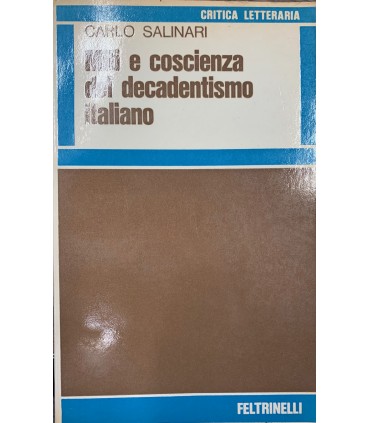 CRITICA LETTERARIA
CARLO SALINARI
Miti e coscienza
del decadentismo
italiano
FELTRINELLI